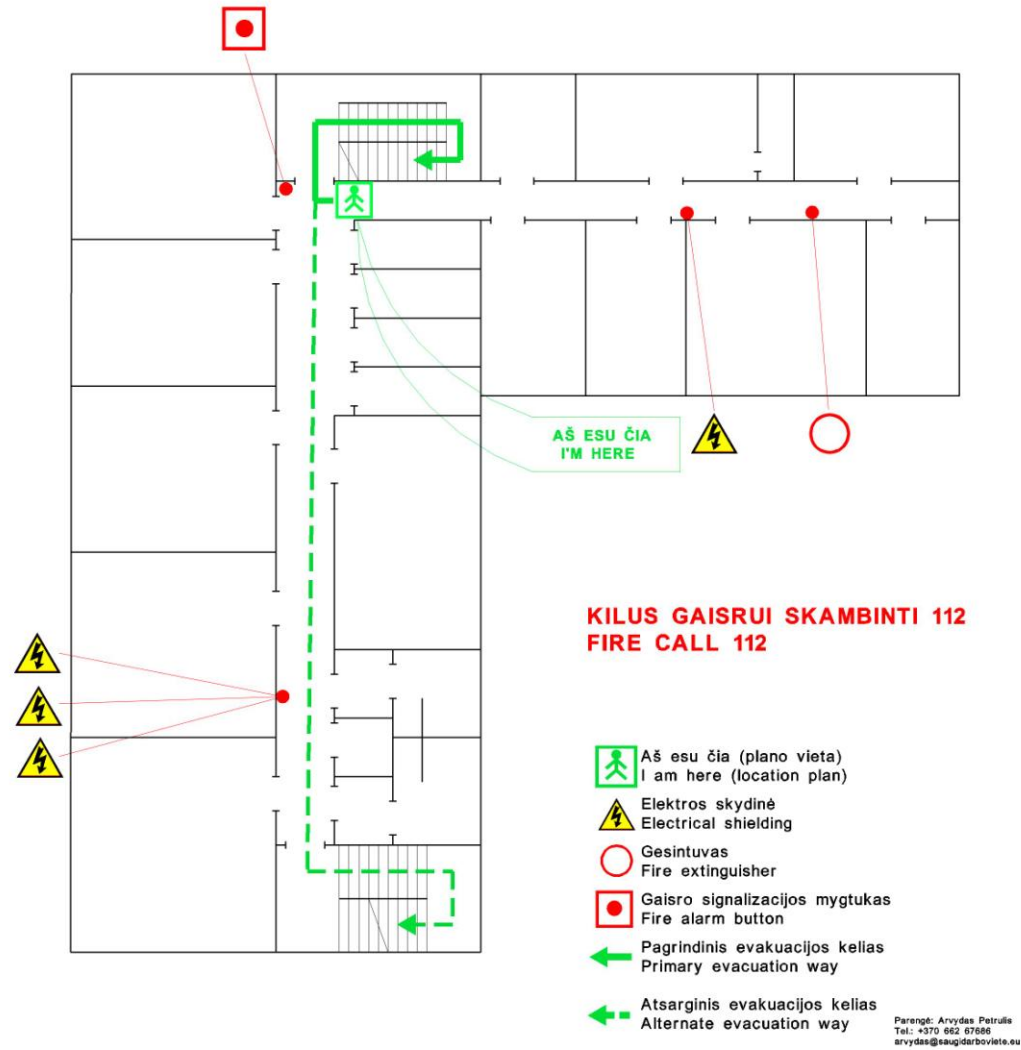 AŠ ESU ČIA
I'M HERE
KILUS GAISRUI SKAMBINTI 112
FIRE CALL 112
Aš esu čia (plano vieta)
I am here (location plan)
Elektros skydinė
Electrical shielding
Gesintuvas
Fire extinguisher
Gaisro signalizacijos mygtukas
Fire alarm button
Pagrindinis evakuacijos kelias
Primary evacuation way
Atsarginis evakuacijos kelias
Alternate evacuation way
Parengė: Arvydas Petrulis
Tel.: +370 662 67686
arvydas@saugidarboviete.eu